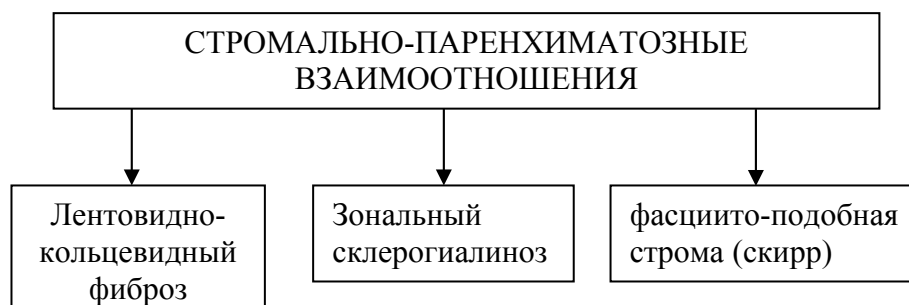 СТРОМАЛЬНО-ПАРЕНХИМАТОЗНЫЕ
ВЗАИМООТНОШЕНИЯ
Лентовидно-
кольцевидный
фиброз
Зональный
склерогиалиноз
фасциито-подобная
строма (скирр)